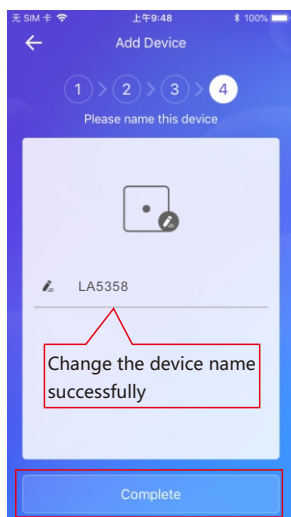 无 SIM 卡 上午9:48 100%
Add Device
1 > 2 > 3 > 4
Please name this device
LA5358
Change the device name
successfully
Complete